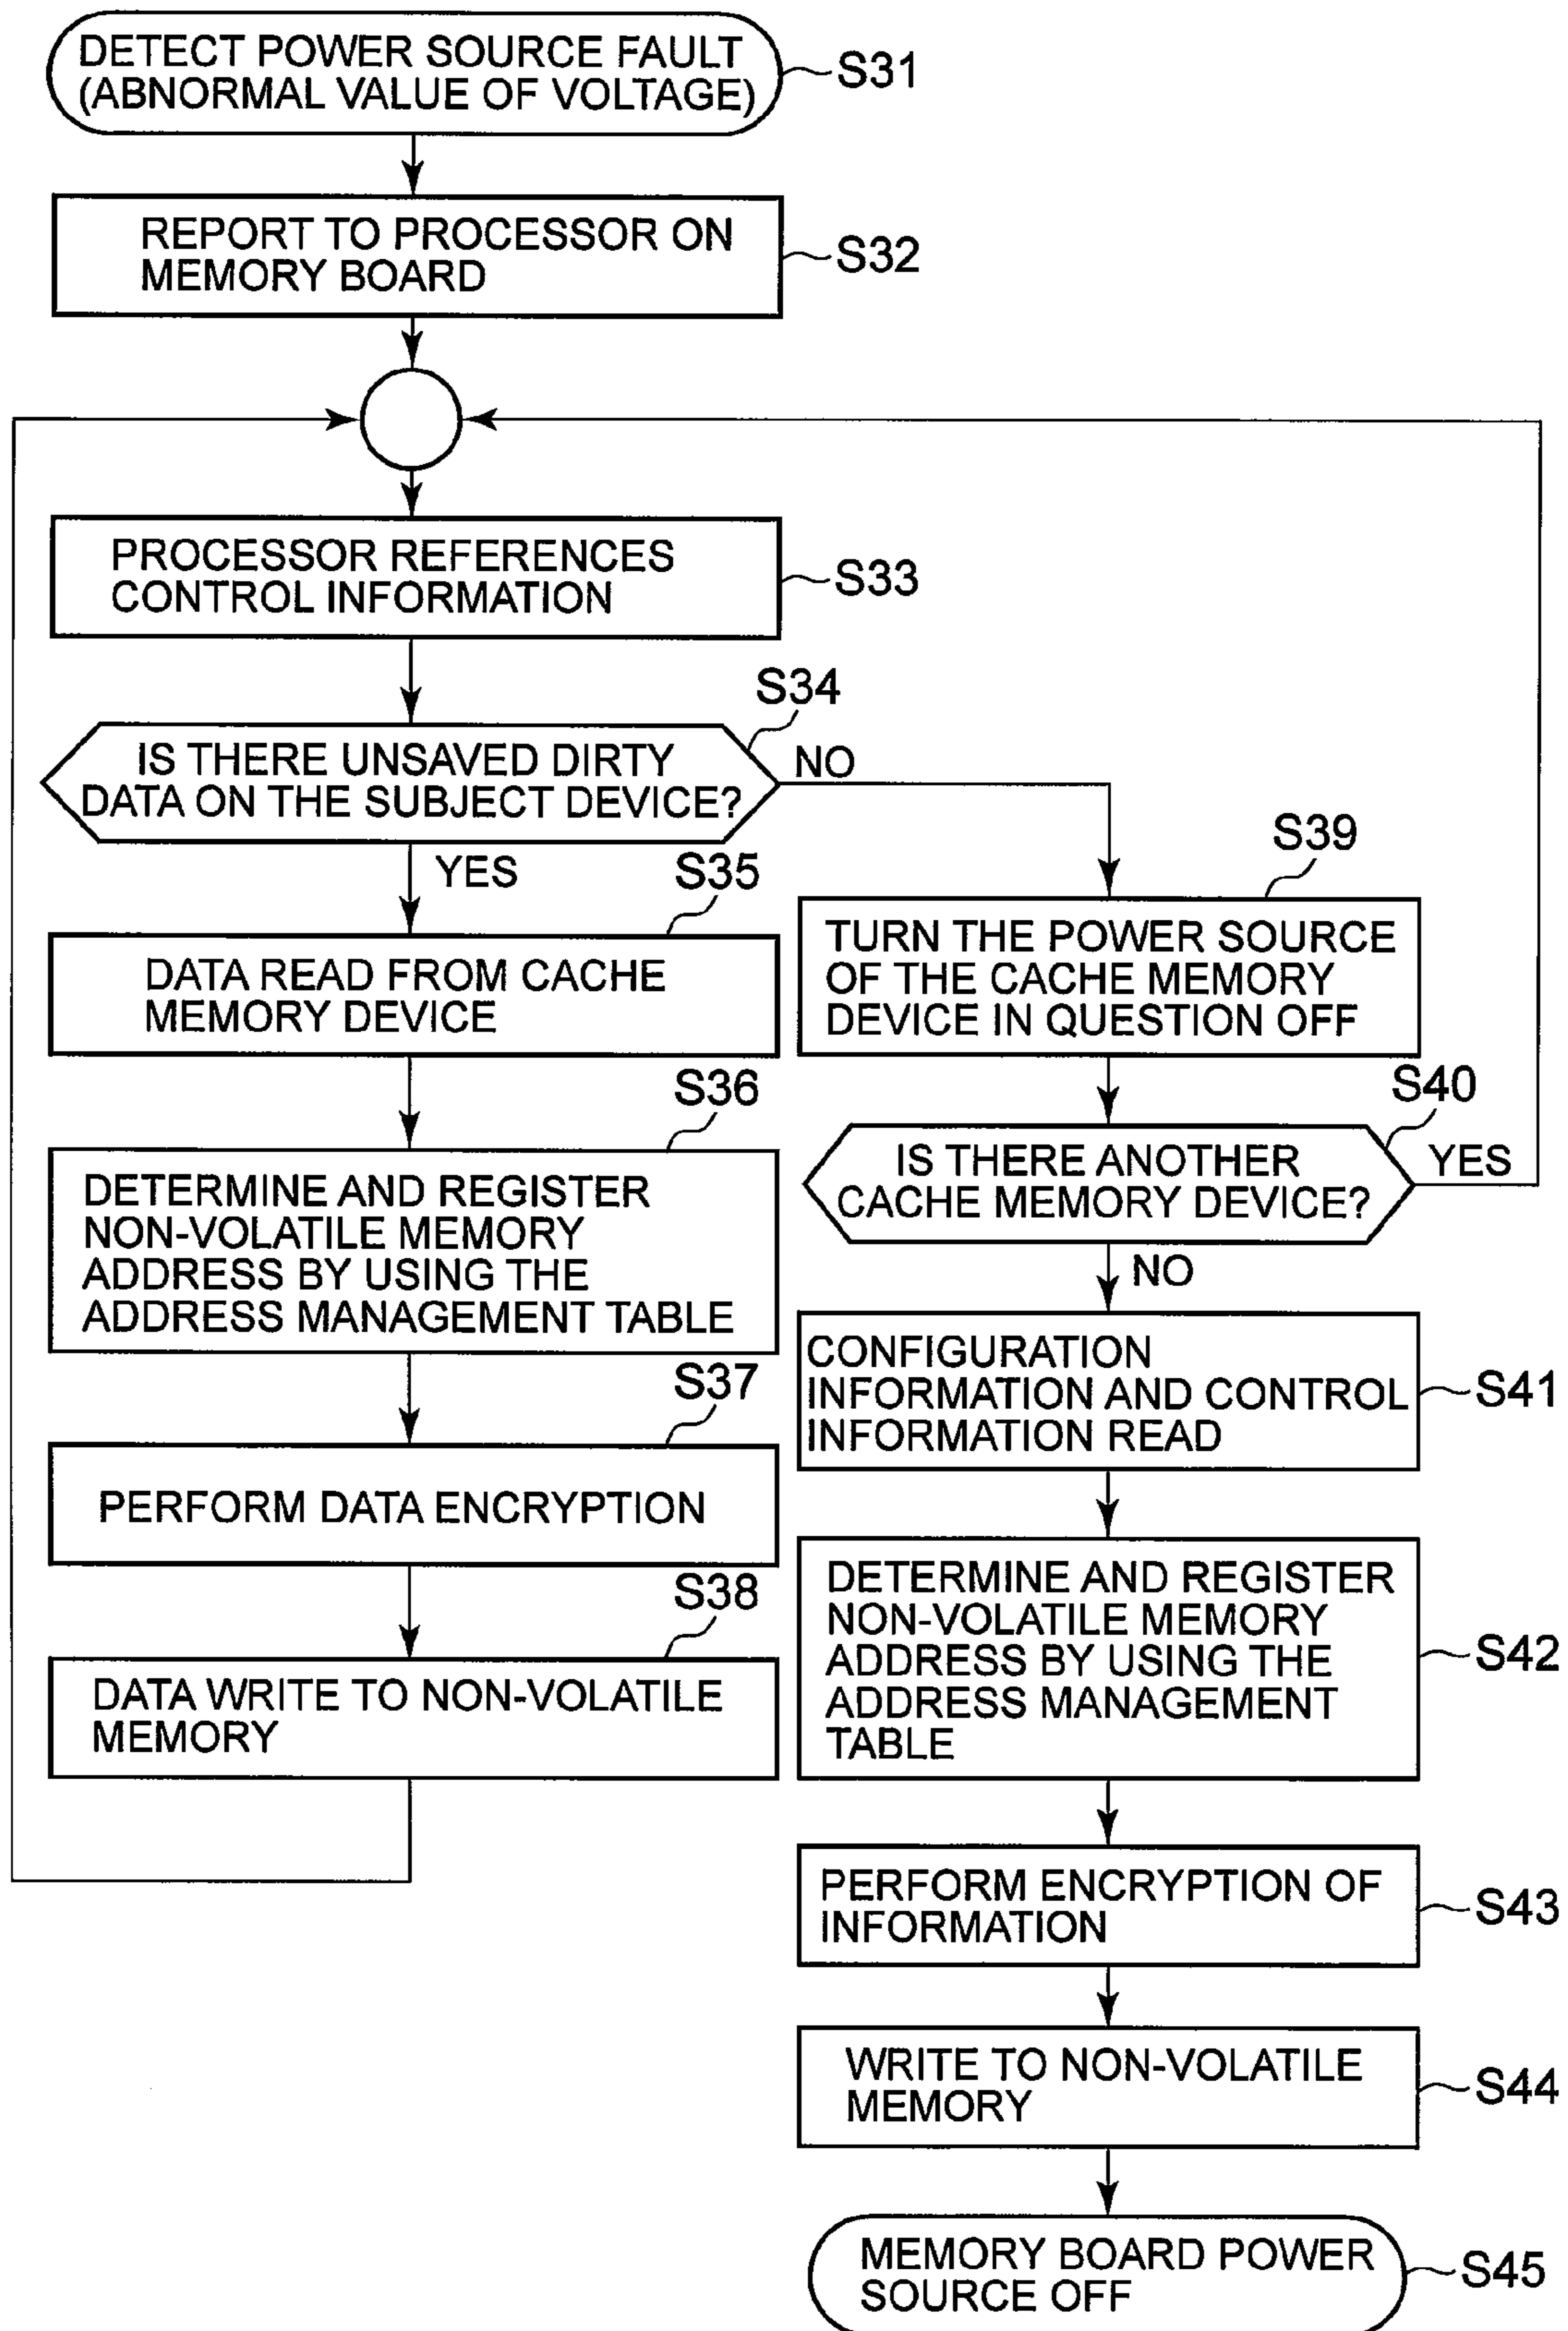 DETECT POWER SOURCE FAULT
(ABNORMAL VALUE OF VOLTAGE)
S31
REPORT TO PROCESSOR ON
MEMORY BOARD
S32
PROCESSOR REFERENCES
CONTROL INFORMATION
S33
S34
IS THERE UNSAVED DIRTY
DATA ON THE SUBJECT DEVICE?
NO
YES
S35
DATA READ FROM CACHE
MEMORY DEVICE
S36
DETERMINE AND REGISTER
NON-VOLATILE MEMORY
ADDRESS BY USING THE
ADDRESS MANAGEMENT TABLE
S37
PERFORM DATA ENCRYPTION
S38
DATA WRITE TO NON-VOLATILE
MEMORY
S39
TURN THE POWER SOURCE
OF THE CACHE MEMORY
DEVICE IN QUESTION OFF
S40
IS THERE ANOTHER
CACHE MEMORY DEVICE?
YES
NO
CONFIGURATION
INFORMATION AND CONTROL
INFORMATION READ
S41
DETERMINE AND REGISTER
NON-VOLATILE MEMORY
ADDRESS BY USING THE
ADDRESS MANAGEMENT
TABLE
S42
PERFORM ENCRYPTION OF
INFORMATION
S43
WRITE TO NON-VOLATILE
MEMORY
S44
MEMORY BOARD POWER
SOURCE OFF
S45